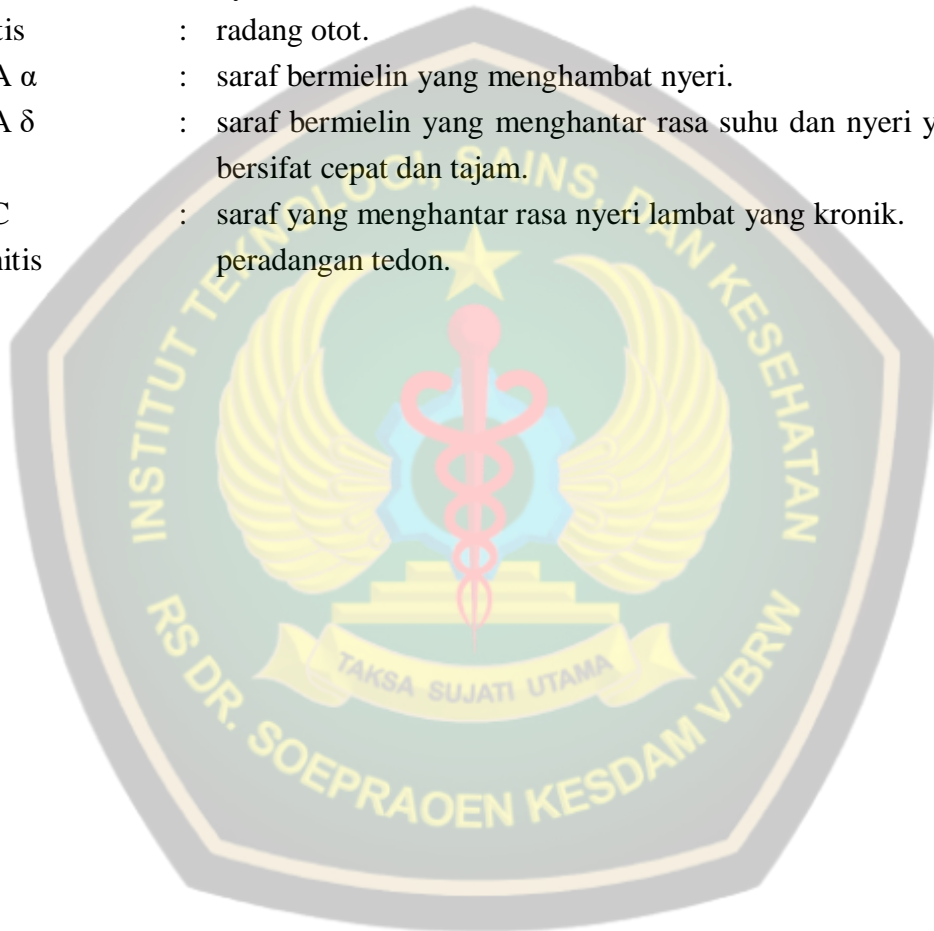 tis : radang otot.
A α : saraf bermielin yang menghambat nyeri.
A δ : saraf bermielin yang menghantar rasa suhu dan nyeri y
bersifat cepat dan tajam.
C : saraf yang menghantar rasa nyeri lambat yang kronik.
nitis peradangan tedon.
INSTITUT TEKNOLOGI, SAINS, DAN KESEHATAN
TAKSA SUJATI UTAMA
RS DR. SOEPRAOEN KESDAM V/BRW